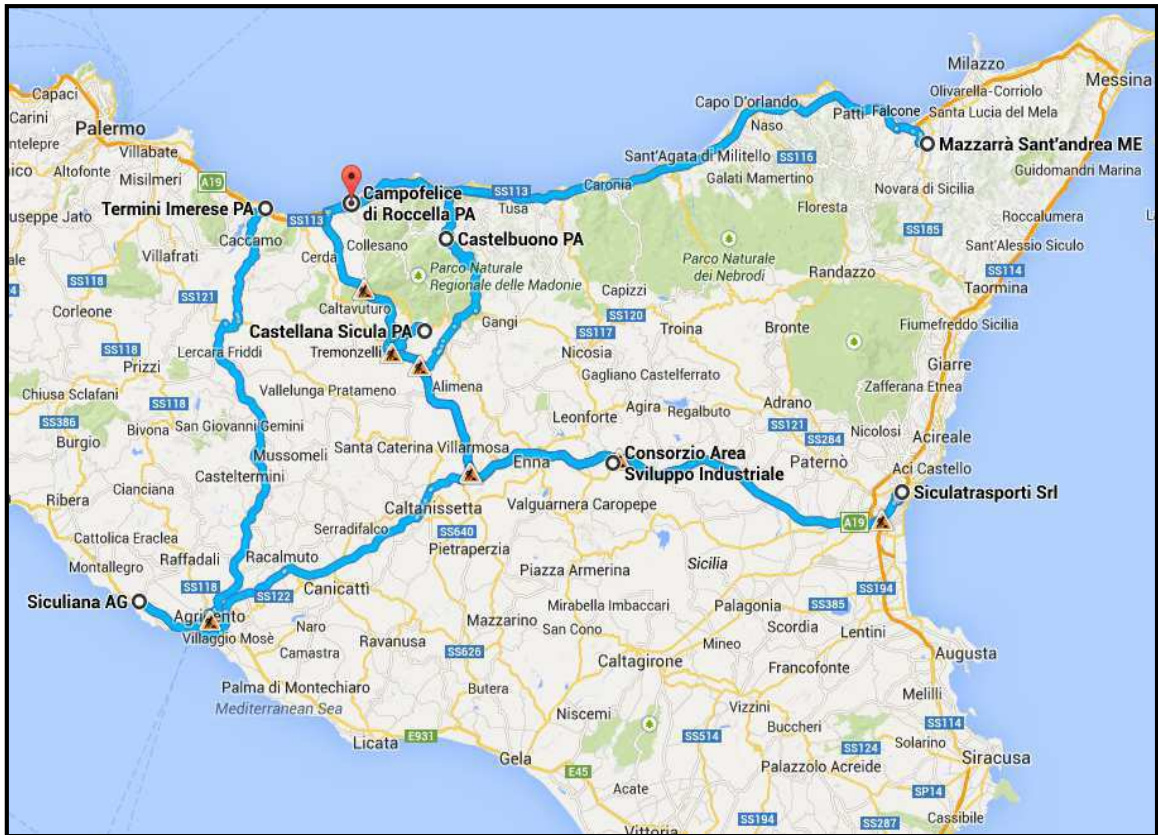 Milazzo
Messina
Capaci
Carini
Palermo
Villabate
Olivarella-Corriolo
Capo D'orlando
Patti
Falcone
Santa Lucia del Mela
Naso
Altofonte
Misilmeri
Mazzarrà Sant'andrea ME
Sant'Agata di Militello
SS116
Galati Mamertino
Guidomandri Marina
A19
Campofelice
di Roccella PA
SS113
Caronia
Novara di Sicilia
Termini Imerese PA
SS113
Tusa
Floresta
Roccalumera
Caccamo
Collesano
Castelbuono PA
SS185
Sant'Alessio Siculo
Villafrati
Cerda
Parco Naturale
Regionale delle Madonie
Parco Naturale
dei Nebrodi
Randazzo
SS114
Taormina
SS118
SS121
Caltavuturo
Capizzi
Corleone
Castellana Sicula PA
Gangi
SS120
SS117
Troina
Bronte
Fiumefreddo Sicilia
SS118
Lercara Friddi
Tremonzelli
Nicosia
Giarre
Prizzi
Vallelunga Pratameno
Alimena
Gagliano Castelferrato
Zafferana Etnea
Chiusa Sclafani
SS118
Adrano
SS386
Bivona
San Giovanni Gemini
Leonforte
Agira
Regalbuto
SS121
SS284
Nicolosi
Acireale
Burgio
Mussomeli
Santa Caterina Villarmosa
Consorzio Area
Sviluppo Industriale
Enna
Paternò
Aci Castello
Casteltermini
Siculatrasporti Srl
Ribera
Cianciana
Caltanissetta
Valguarnera Caropepe
A19
Serradifalco
SS640
Cattolica Eraclea
Pietraperzia
Sicilia
Raffadali
Racalmuto
Montallegro
Piazza Armerina
SS118
SS122
Canicattì
SS194
Siculiana AG
Agrigento
Mirabella Imbaccari
Palagonia
SS385
Villaggio Mosè
Naro
Mazzarino
San Cono
Scordia
Lentini
Camastra
Ravanusa
SS626
Mineo
Augusta
Caltagirone
Francofonte
Palma di Montechiaro
Butera
Melilli
Mediterranean Sea
Niscemi
Vizzini
SS114
Licata
E931
SS514
Buccheri
SS124
Solarino
Gela
Palazzolo Acreide
Siracusa
E45
Acate
SP14
Vittoria
SS194
SS287
Cassibile